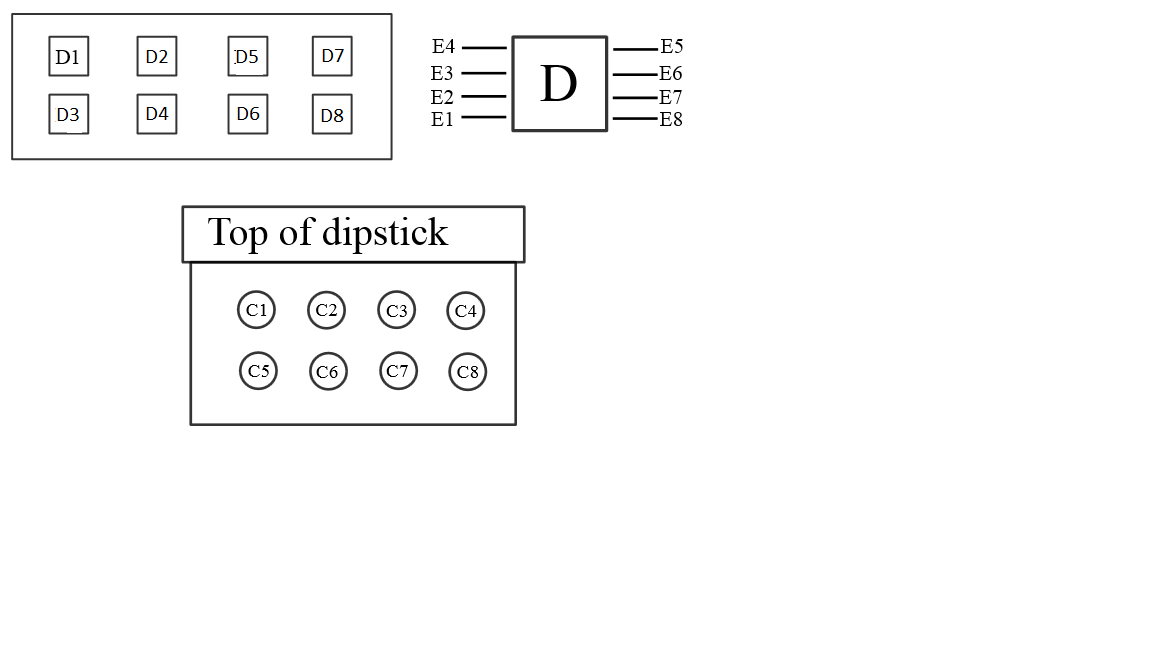 D1 D2 D5 D7
D3 D4 D6 D8
E4 E5
E3 D E6
E2 E7
E1 E8
Top of dipstick
C1 C2 C3 C4
C5 C6 C7 C8